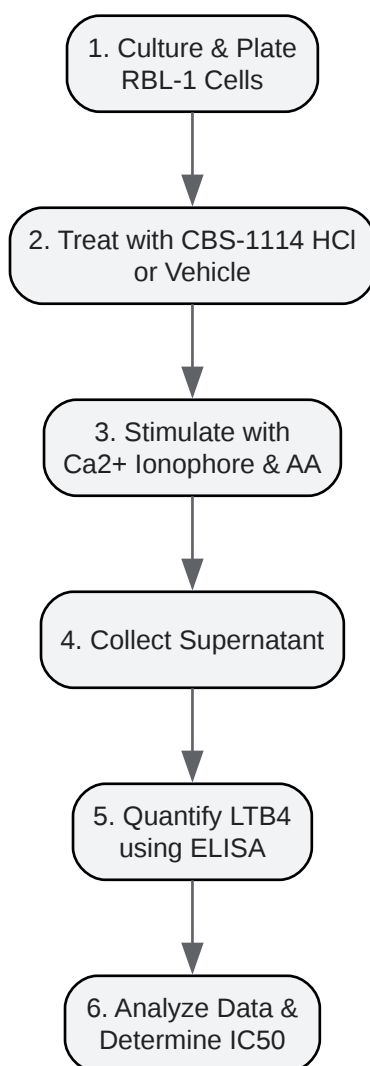 1. Culture & Plate
RBL-1 Cells
2. Treat with CBS-1114 HCl
or Vehicle
3. Stimulate with
Ca2+ Ionophore & AA
4. Collect Supernatant
5. Quantify LTB4
using ELISA
6. Analyze Data &
Determine IC50